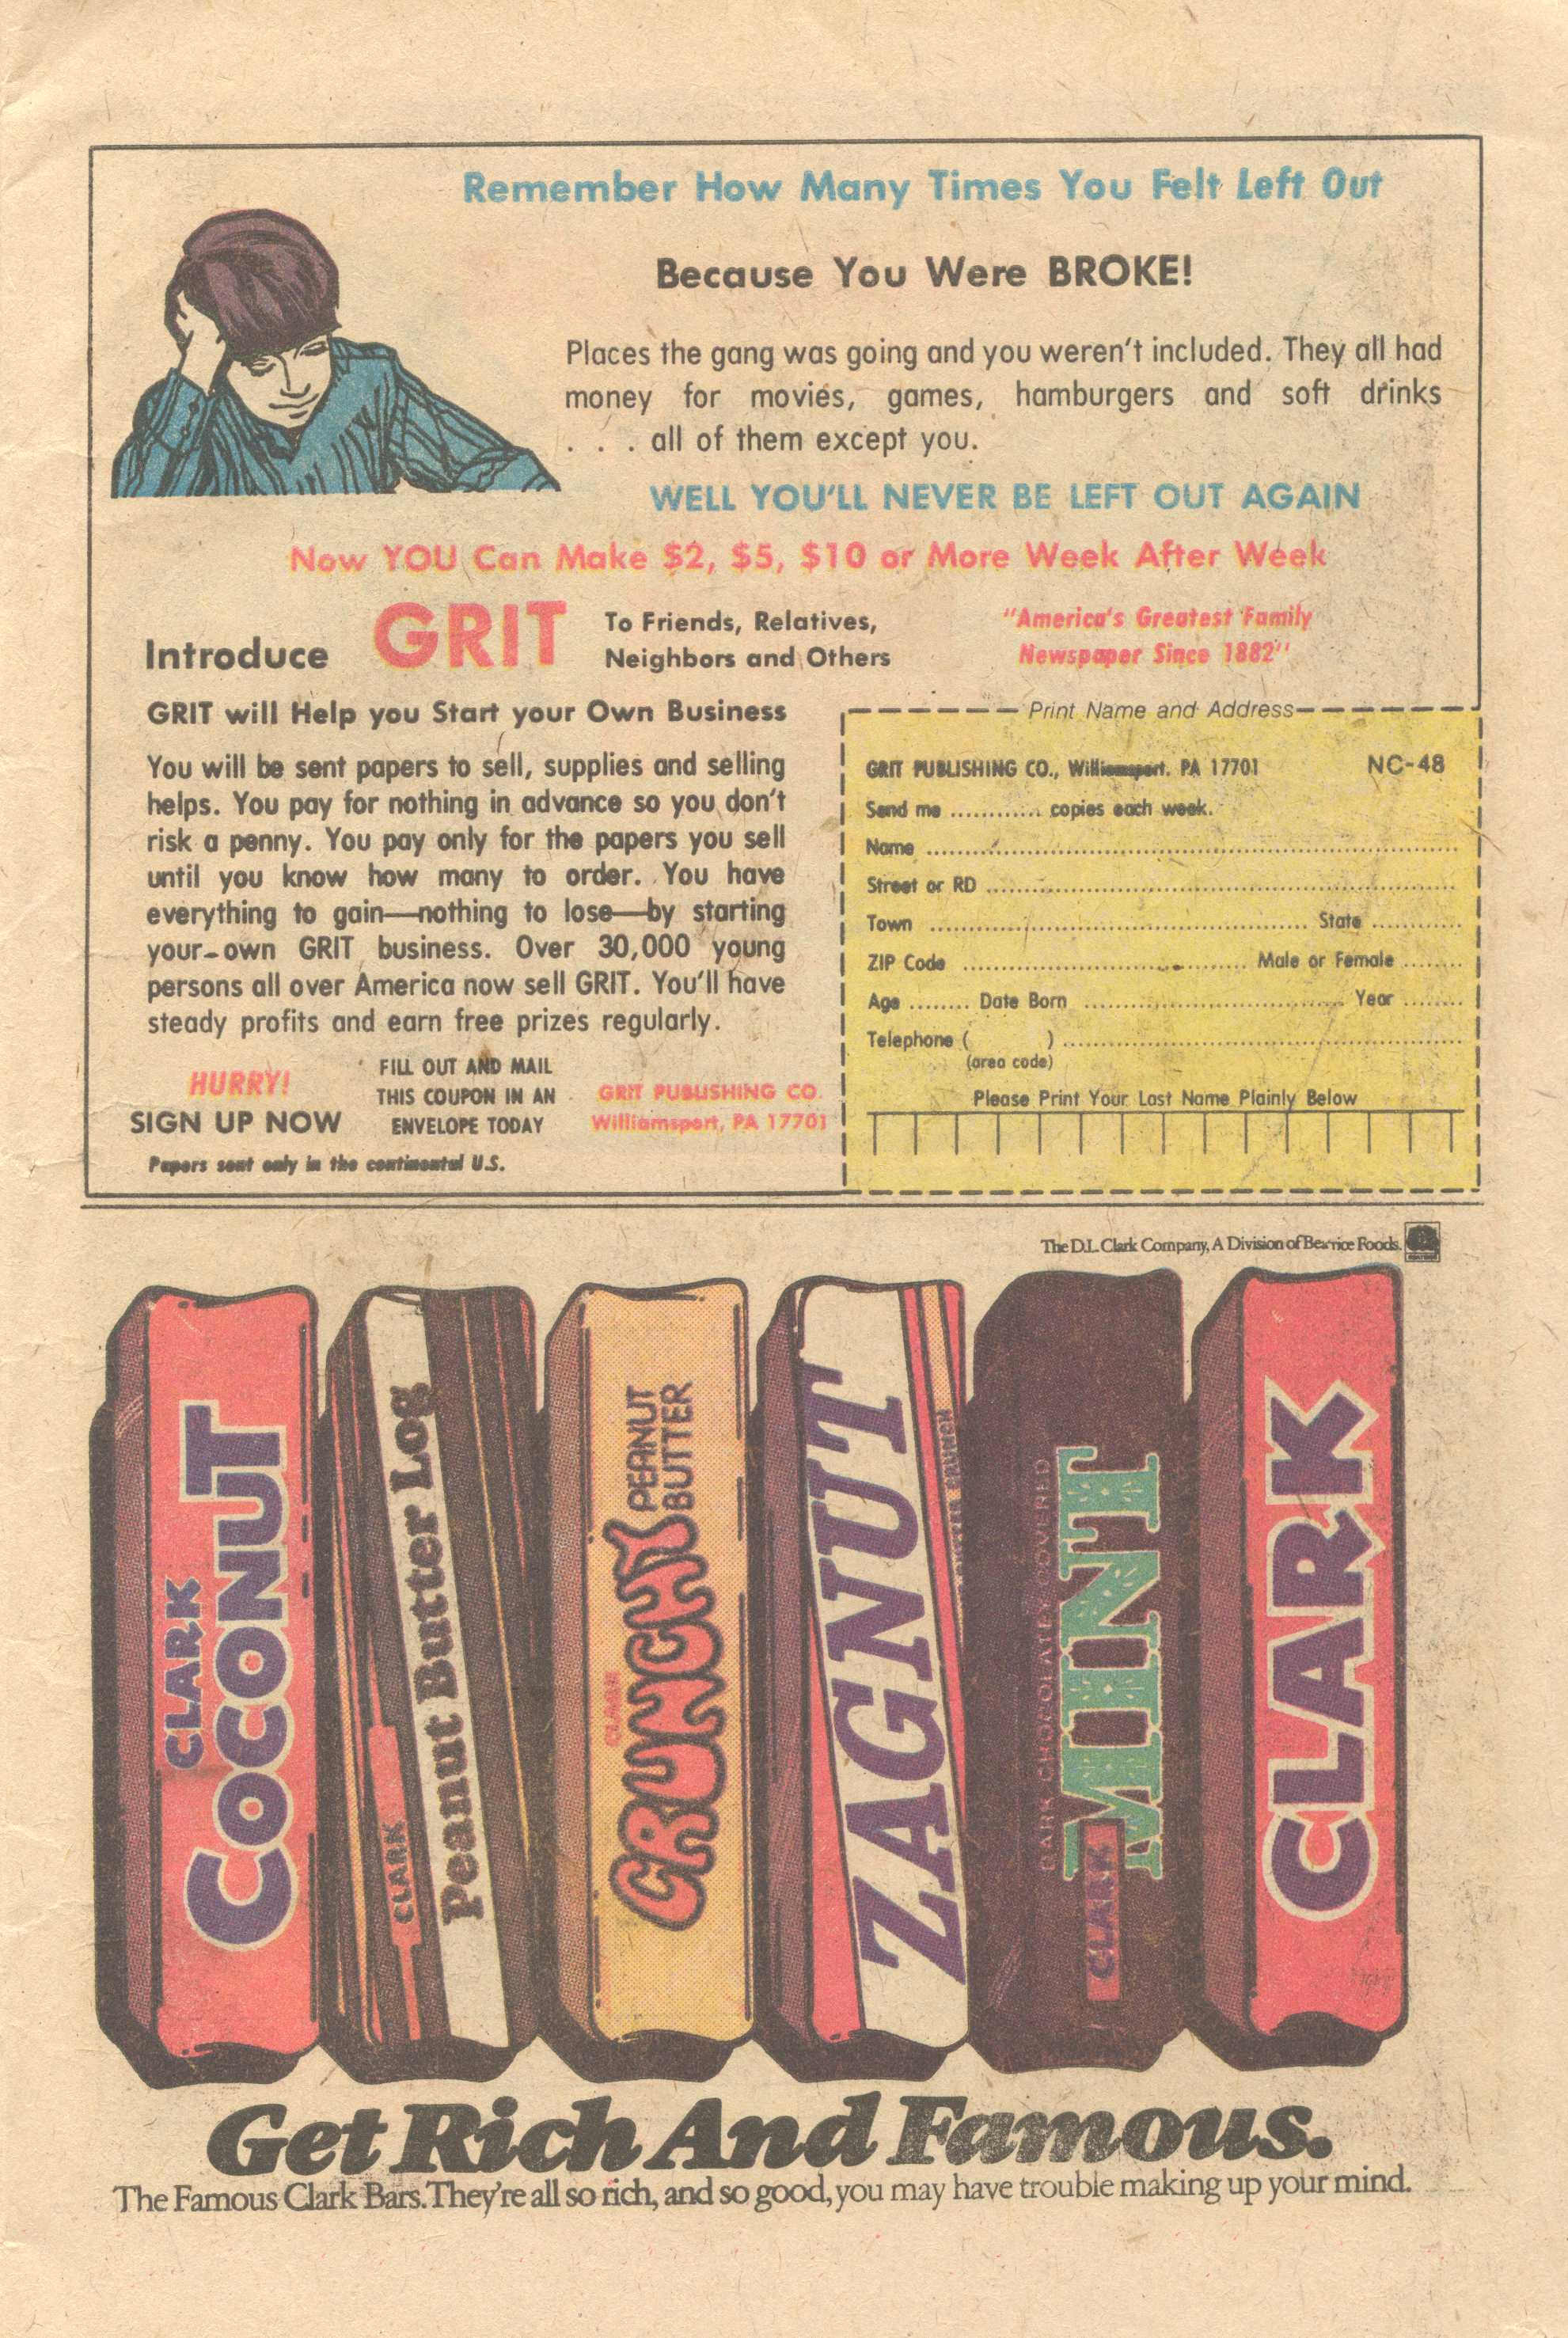 Remember How Many Times You Felt Left Out
Because You Were BROKE!
Places the gang was going and you weren't included. They all had
money for movies, games, hamburgers and soft drinks
. . . all of them except you.
WELL YOU'LL NEVER BE LEFT OUT AGAIN
Now YOU Can Make $2, $5, $10 or More Week After Week
Introduce GRIT
To Friends, Relatives,
Neighbors and Others
"America's Greatest Family
Newspaper Since 1882"
GRIT will Help you Start your Own Business
You will be sent papers to sell, supplies and selling
helps. You pay for nothing in advance so you don't
risk a penny. You pay only for the papers you sell
until you know how many to order. You have
everything to gain—nothing to lose—by starting
your-own GRIT business. Over 30,000 young
persons all over America now sell GRIT. You'll have
steady profits and earn free prizes regularly.
HURRY!
SIGN UP NOW
FILL OUT AND MAIL
THIS COUPON IN AN
ENVELOPE TODAY
GRIT PUBLISHING CO.
Williamsport, PA 17701
Papers sent only in the continental U.S.
Print Name and Address
GRIT PUBLISHING CO., Williamsport, PA 17701 NC-48
Send me ............ copies each week.
Name
Street or RD
Town State
ZIP Code Male or Female
Age ........ Date Born Year
Telephone ( )
(area code)
Please Print Your Last Name Plainly Below
The D.L. Clark Company, A Division of Beatrice Foods.
CLARK
COCONUT
CLARK
Peanut Butter Log
CLARK
CRUNCHY
PEANUT
BUTTER
ZAGNUT
DARK CHOCOLATEY COVERED
MINT
CLARK
CLARK
Get Rich And Famous.
The Famous Clark Bars. They're all so rich, and so good, you may have trouble making up your mind.